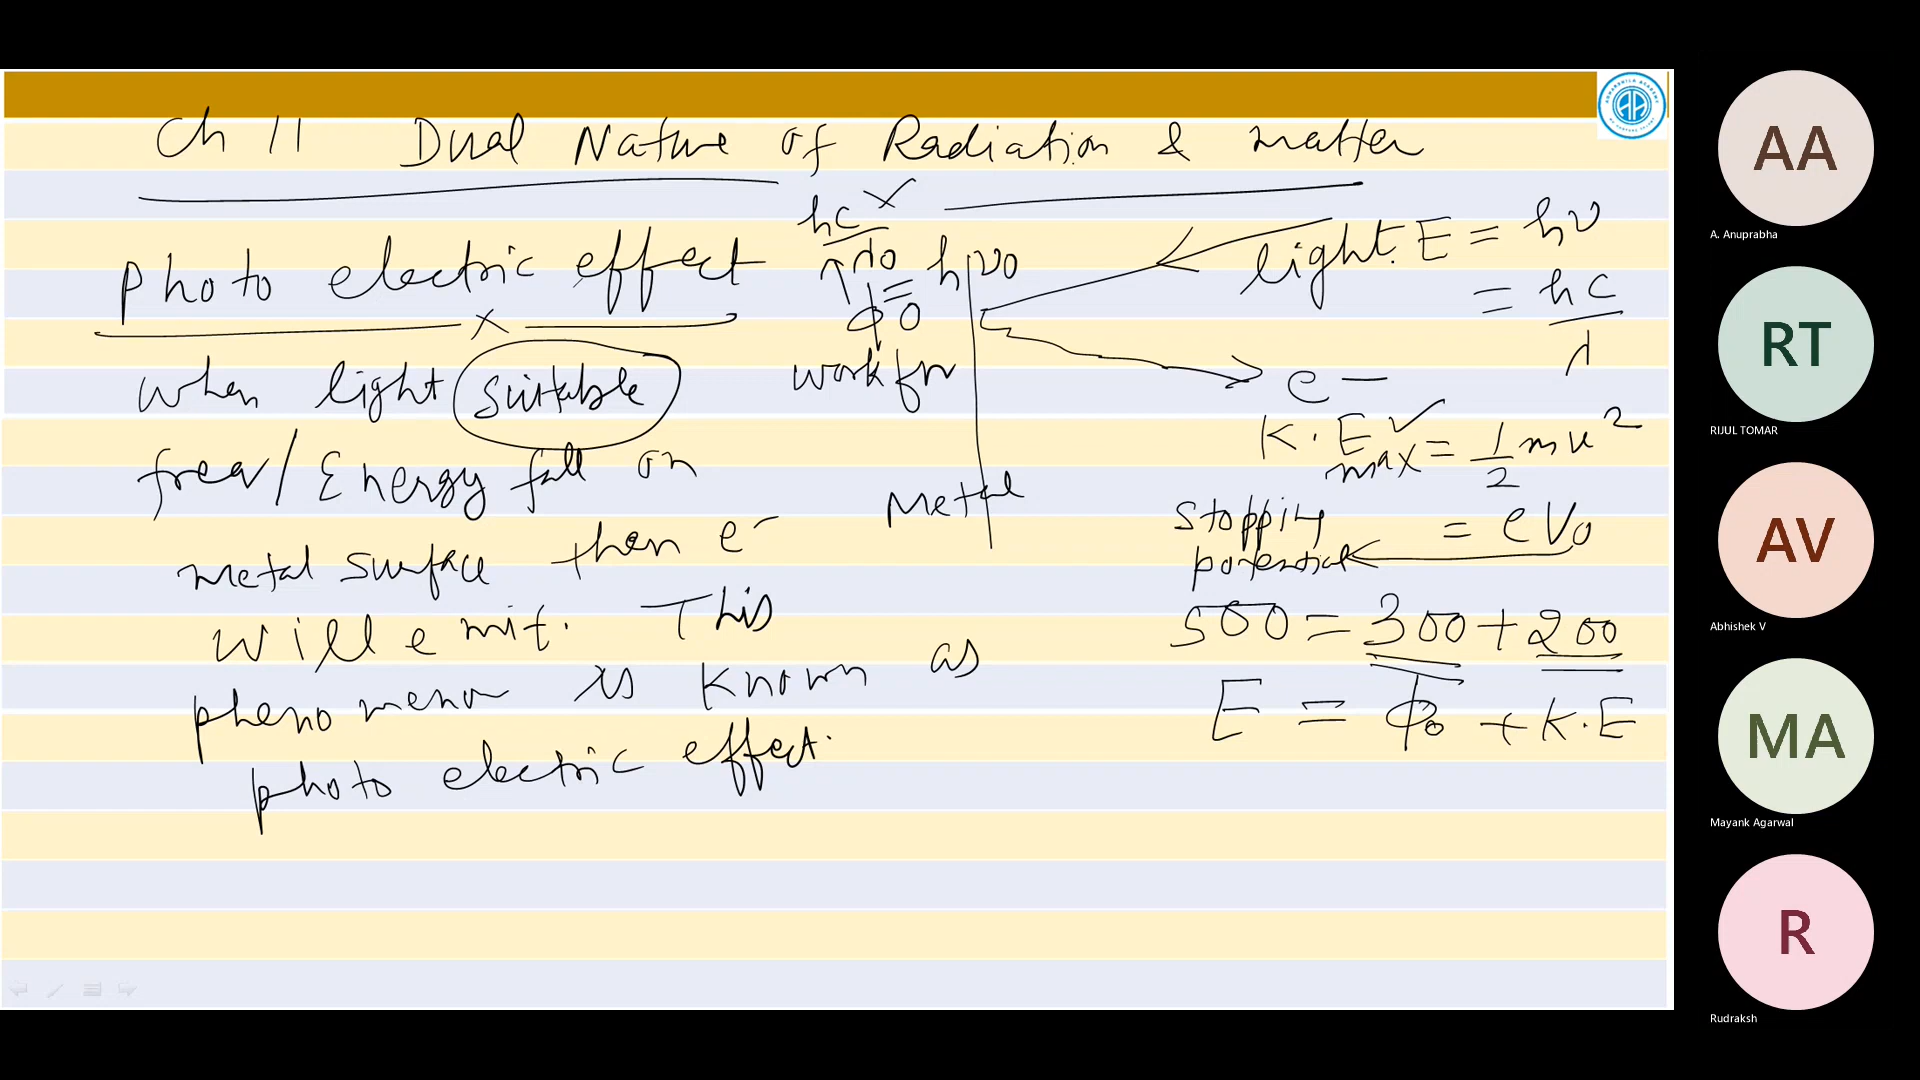 Ch 11 Dual Nature of Radiation & matter
Photo electric effect
when light suitable
freq/Energy fall on
metal surface then e-
will emit. This
phenomenon is known as
photo electric effect.
hc/λ0 = hν0
φ0
work fn
Metal
light. E = hν
= hc/λ
e-
K.E max = 1/2 mv²
= eV0
stopping
potential
500 = 300 + 200
E = φ0 + K.E
AA
A. Anuprabha
RT
RIJUL TOMAR
AV
Abhishek V
MA
Mayank Agarwal
R
Rudraksh